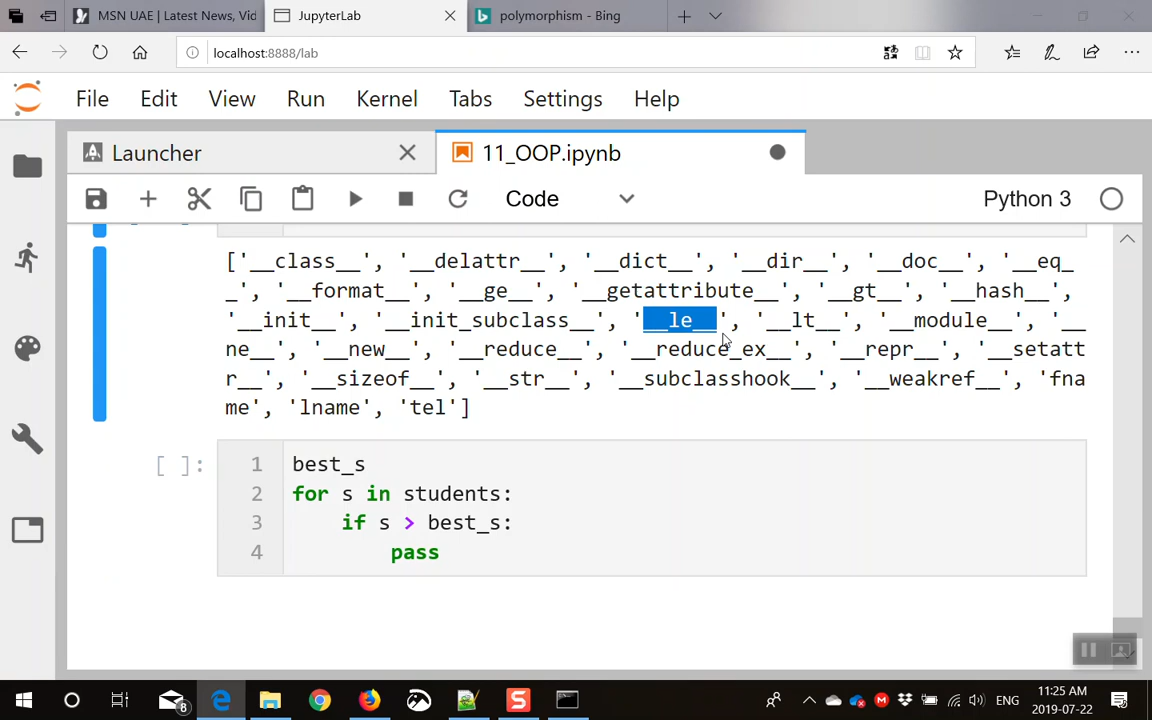 MSN UAE | Latest News, Vid
JupyterLab
polymorphism - Bing
localhost:8888/lab
File Edit View Run Kernel Tabs Settings Help
Launcher
11_OOP.ipynb
Code
Python 3
['__class__', '__delattr__', '__dict__', '__dir__', '__doc__', '__eq_
_', '__format__', '__ge__', '__getattribute__', '__gt__', '__hash__',
'__init__', '__init_subclass__', '__le__', '__lt__', '__module__', '__
ne__', '__new__', '__reduce__', '__reduce_ex__', '__repr__', '__setatt
r__', '__sizeof__', '__str__', '__subclasshook__', '__weakref__', 'fna
me', 'lname', 'tel']
[ ]:
1 best_s
2 for s in students:
3 if s > best_s:
4 pass
8
ENG
11:25 AM
2019-07-22